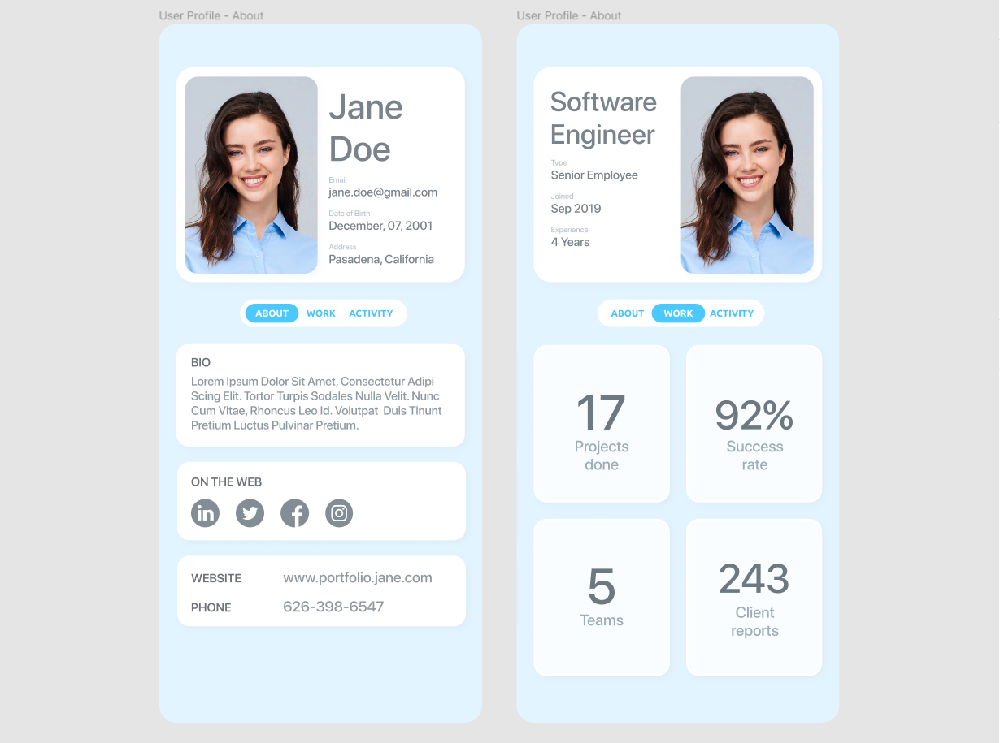 User Profile - About
Jane
Doe
Email
jane.doe@gmail.com
Date of Birth
December, 07, 2001
Address
Pasadena, California
ABOUT WORK ACTIVITY
BIO
Lorem Ipsum Dolor Sit Amet, Consectetur Adipi
Scing Elit. Tortor Turpis Sodales Nulla Velit. Nunc
Cum Vitae, Rhoncus Leo Id. Volutpat  Duis Tinunt
Pretium Luctus Pulvinar Pretium.
ON THE WEB
in
WEBSITE www.portfolio.jane.com
PHONE 626-398-6547
User Profile - About
Software
Engineer
Type
Senior Employee
Joined
Sep 2019
Experience
4 Years
ABOUT WORK ACTIVITY
17
Projects
done
92%
Success
rate
5
Teams
243
Client
reports